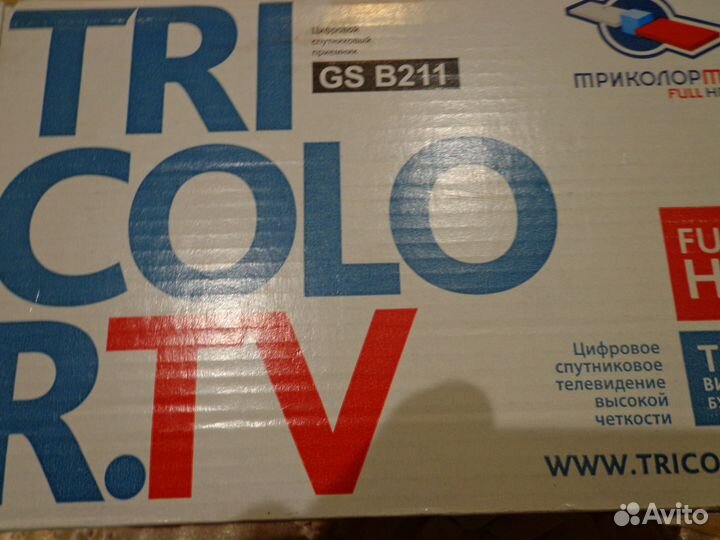 TRI
COLO
R.TV
Цифровой
спутниковый
приемник
GS B211
ТРИКОЛОР
FULL H
FU
H
Цифровое
спутниковое
телевидение
высокой
четкости
WWW.TRICO
Avito